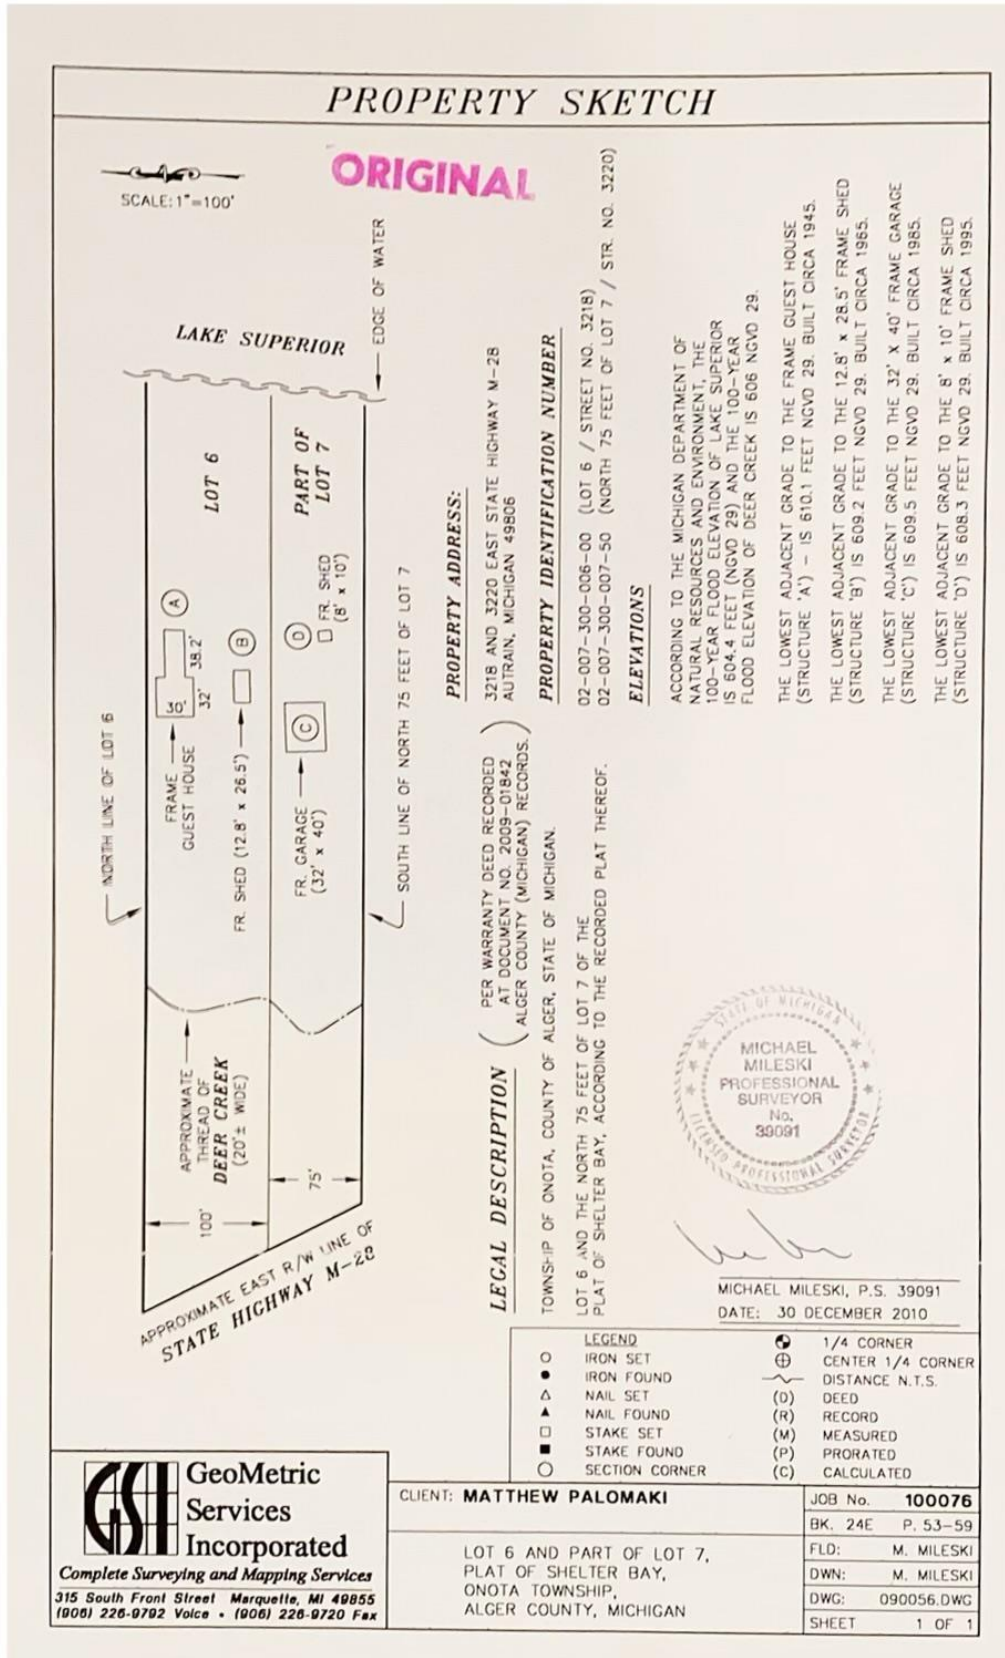 PROPERTY SKETCH
ORIGINAL
SCALE: 1"=100'
LAKE SUPERIOR
EDGE OF WATER
LOT 6
PART OF
LOT 7
NORTH LINE OF LOT 6
FRAME
GUEST HOUSE
30'
32'
38.2'
A
FR. SHED (12.8' x 26.5')
B
FR. GARAGE
(32' x 40')
C
D
FR. SHED
(8' x 10')
SOUTH LINE OF NORTH 75 FEET OF LOT 7
APPROXIMATE
THREAD OF
DEER CREEK
(20'± WIDE)
100'
75'
APPROXIMATE EAST R/W LINE OF
STATE HIGHWAY M-28
PROPERTY ADDRESS:
3218 AND 3220 EAST STATE HIGHWAY M-28
AUTRAIN, MICHIGAN 49806
PROPERTY IDENTIFICATION NUMBER
02-007-300-006-00 (LOT 6 / STREET NO. 3218)
02-007-300-007-50 (NORTH 75 FEET OF LOT 7 / STR. NO. 3220)
ELEVATIONS
ACCORDING TO THE MICHIGAN DEPARTMENT OF
NATURAL RESOURCES AND ENVIRONMENT, THE
100-YEAR FLOOD ELEVATION OF LAKE SUPERIOR
IS 604.4 FEET (NGVD 29) AND THE 100-YEAR
FLOOD ELEVATION OF DEER CREEK IS 606 NGVD 29.
THE LOWEST ADJACENT GRADE TO THE FRAME GUEST HOUSE
(STRUCTURE 'A') - IS 610.1 FEET NGVD 29. BUILT CIRCA 1945.
THE LOWEST ADJACENT GRADE TO THE 12.8' x 28.5' FRAME SHED
(STRUCTURE 'B') IS 609.2 FEET NGVD 29. BUILT CIRCA 1965.
THE LOWEST ADJACENT GRADE TO THE 32' X 40' FRAME GARAGE
(STRUCTURE 'C') IS 609.5 FEET NGVD 29. BUILT CIRCA 1985.
THE LOWEST ADJACENT GRADE TO THE 8' x 10' FRAME SHED
(STRUCTURE 'D') IS 608.3 FEET NGVD 29. BUILT CIRCA 1995.
LEGAL DESCRIPTION
(PER WARRANTY DEED RECORDED
AT DOCUMENT NO. 2009-01842
ALGER COUNTY (MICHIGAN) RECORDS.)
TOWNSHIP OF ONOTA, COUNTY OF ALGER, STATE OF MICHIGAN.
LOT 6 AND THE NORTH 75 FEET OF LOT 7 OF THE
PLAT OF SHELTER BAY, ACCORDING TO THE RECORDED PLAT THEREOF.
STATE OF MICHIGAN
MICHAEL
MILESKI
PROFESSIONAL
SURVEYOR
No.
39091
LICENSED PROFESSIONAL SURVEYOR
MICHAEL MILESKI, P.S. 39091
DATE: 30 DECEMBER 2010
LEGEND
IRON SET
IRON FOUND
NAIL SET
NAIL FOUND
STAKE SET
STAKE FOUND
SECTION CORNER
1/4 CORNER
CENTER 1/4 CORNER
DISTANCE N.T.S.
(D) DEED
(R) RECORD
(M) MEASURED
(P) PRORATED
(C) CALCULATED
GSI
GeoMetric
Services
Incorporated
Complete Surveying and Mapping Services
315 South Front Street Marquette, MI 49855
(906) 226-9792 Voice • (906) 226-9720 Fax
CLIENT: MATTHEW PALOMAKI
LOT 6 AND PART OF LOT 7,
PLAT OF SHELTER BAY,
ONOTA TOWNSHIP,
ALGER COUNTY, MICHIGAN
JOB No. 100076
BK. 24E P. 53-59
FLD: M. MILESKI
DWN: M. MILESKI
DWG: 090056.DWG
SHEET 1 OF 1